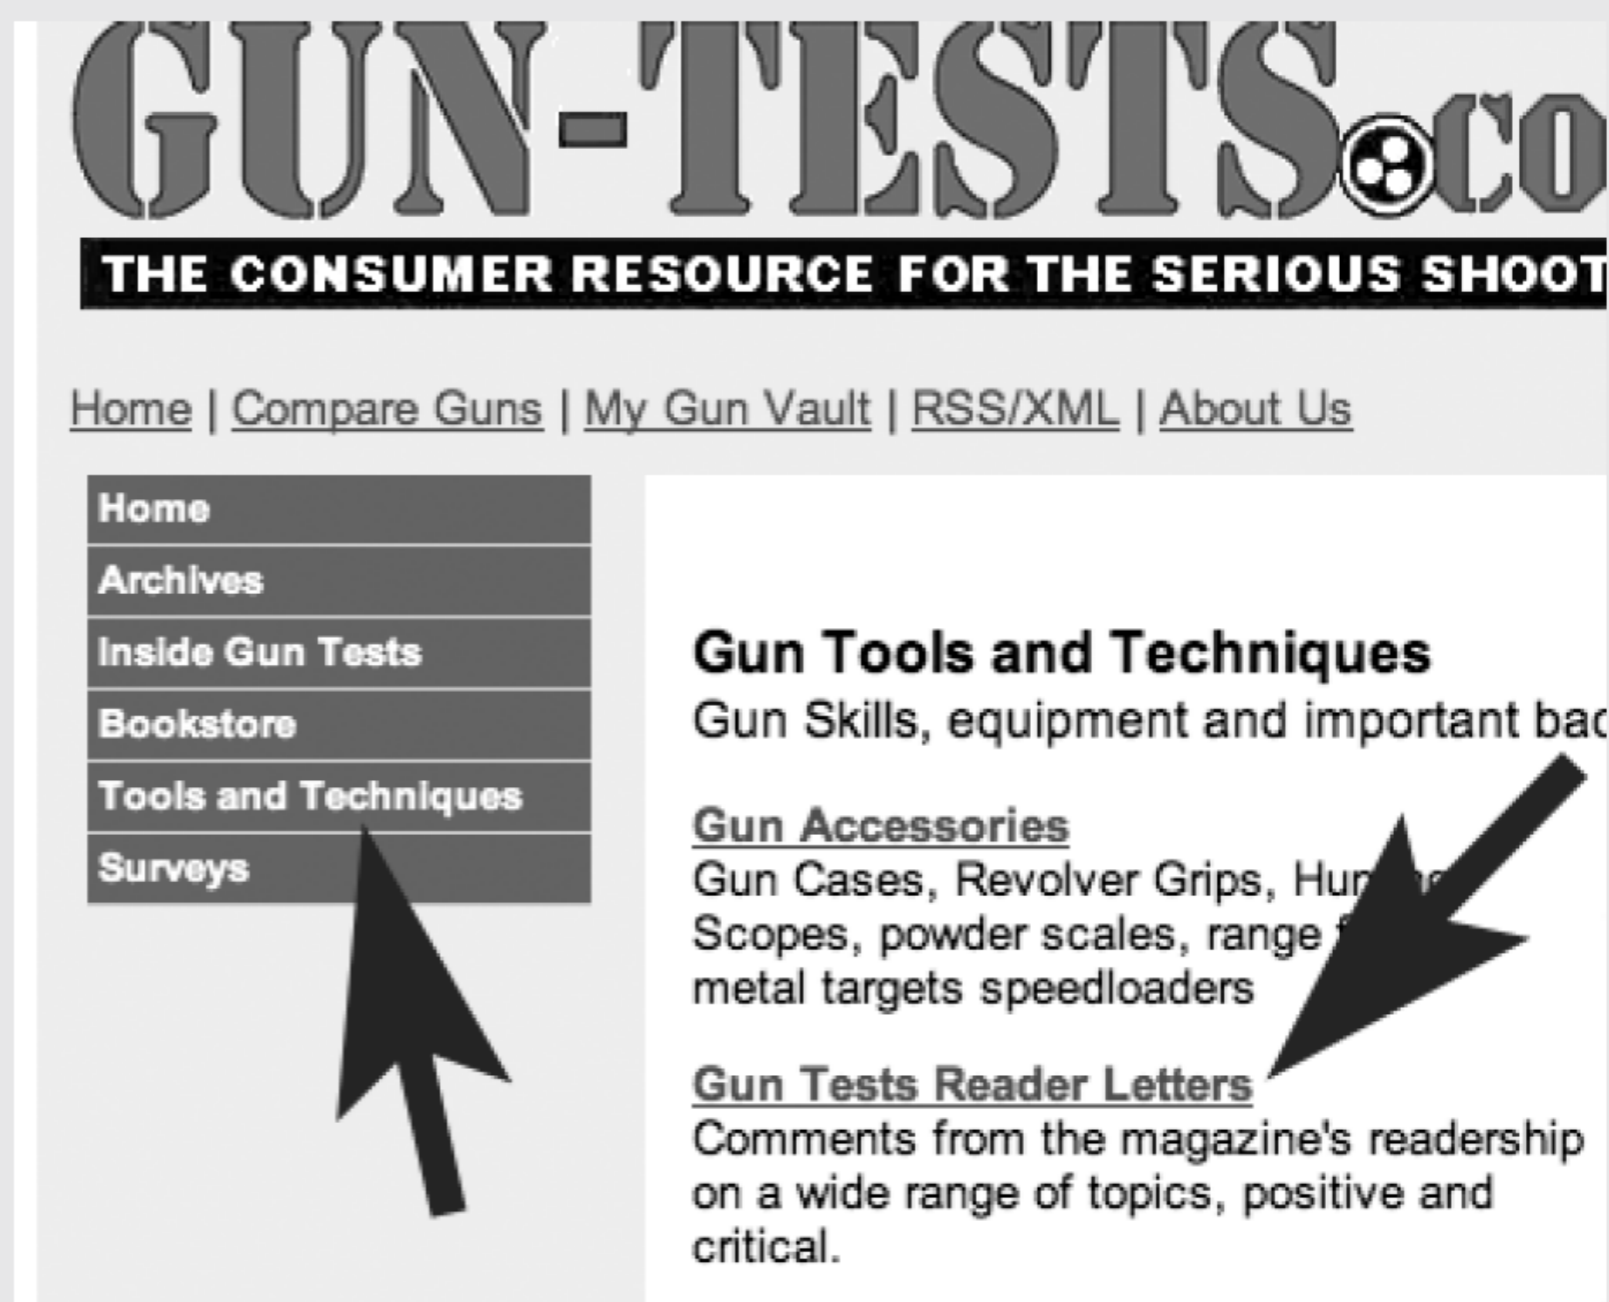 GUN-TESTS.CO
THE CONSUMER RESOURCE FOR THE SERIOUS SHOOT
Home | Compare Guns | My Gun Vault | RSS/XML | About Us
Home
Archives
Inside Gun Tests
Bookstore
Tools and Techniques
Surveys
Gun Tools and Techniques
Gun Skills, equipment and important bac
Gun Accessories
Gun Cases, Revolver Grips,
Scopes, powder scales, range
metal targets speedloaders
Gun Tests Reader Letters
Comments from the magazine's readership
on a wide range of topics, positive and
critical.